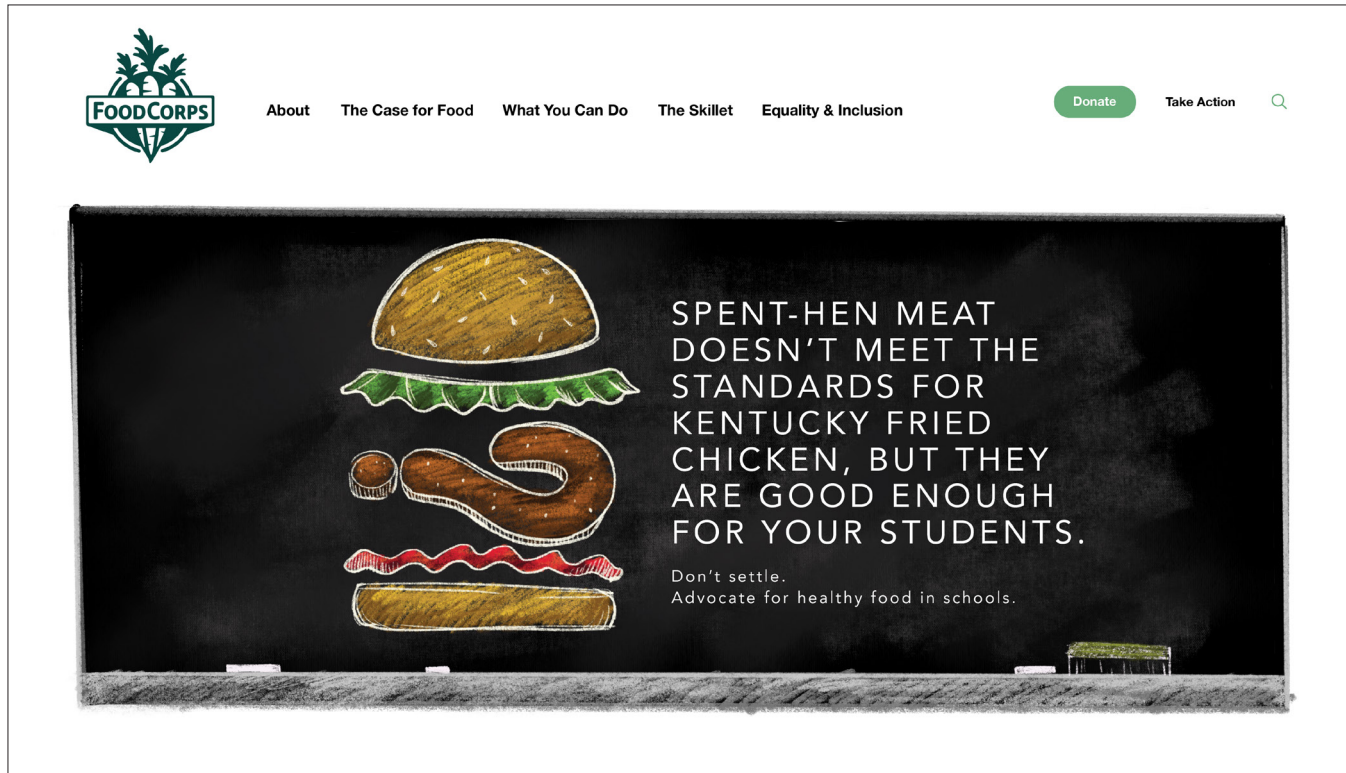 FOODCORPS
About
The Case for Food
What You Can Do
The Skillet
Equality & Inclusion
Donate
Take Action
SPENT-HEN MEAT
DOESN'T MEET THE
STANDARDS FOR
KENTUCKY FRIED
CHICKEN, BUT THEY
ARE GOOD ENOUGH
FOR YOUR STUDENTS.
Don't settle.
Advocate for healthy food in schools.